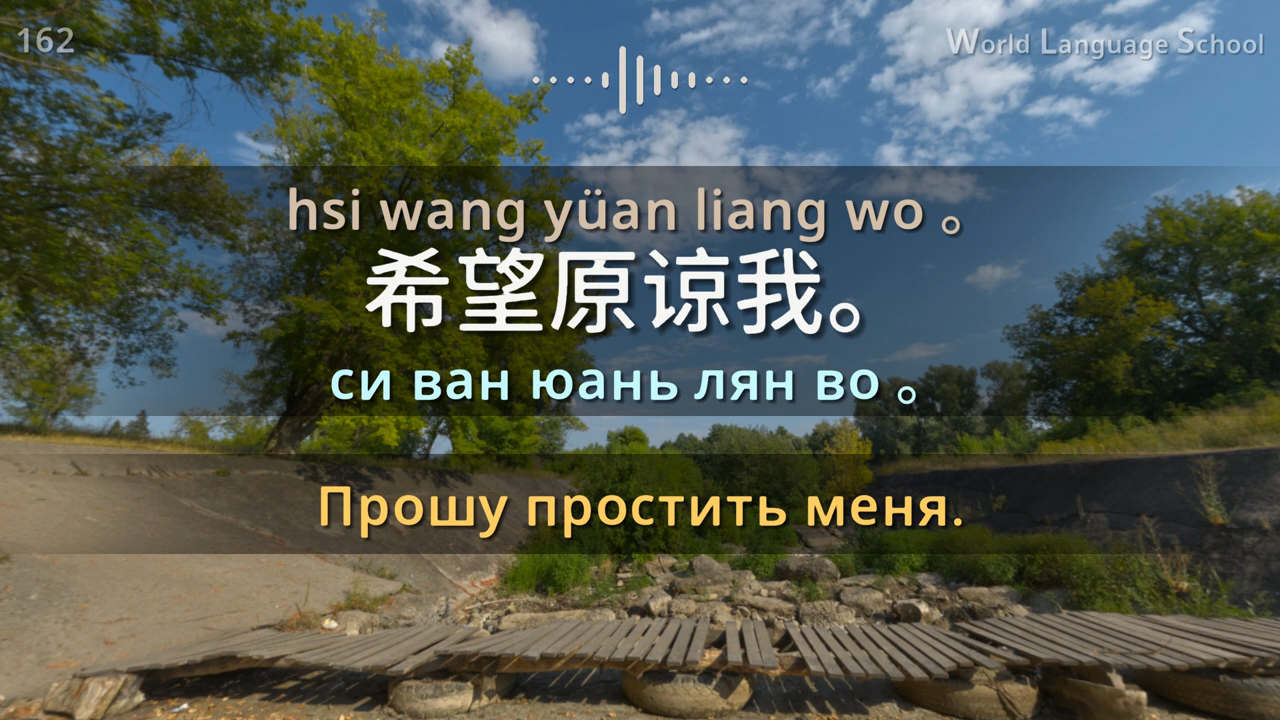 162
World Language School
hsi wang yüan liang wo 。
希望原谅我。
си ван юань лян во 。
Прошу простить меня.